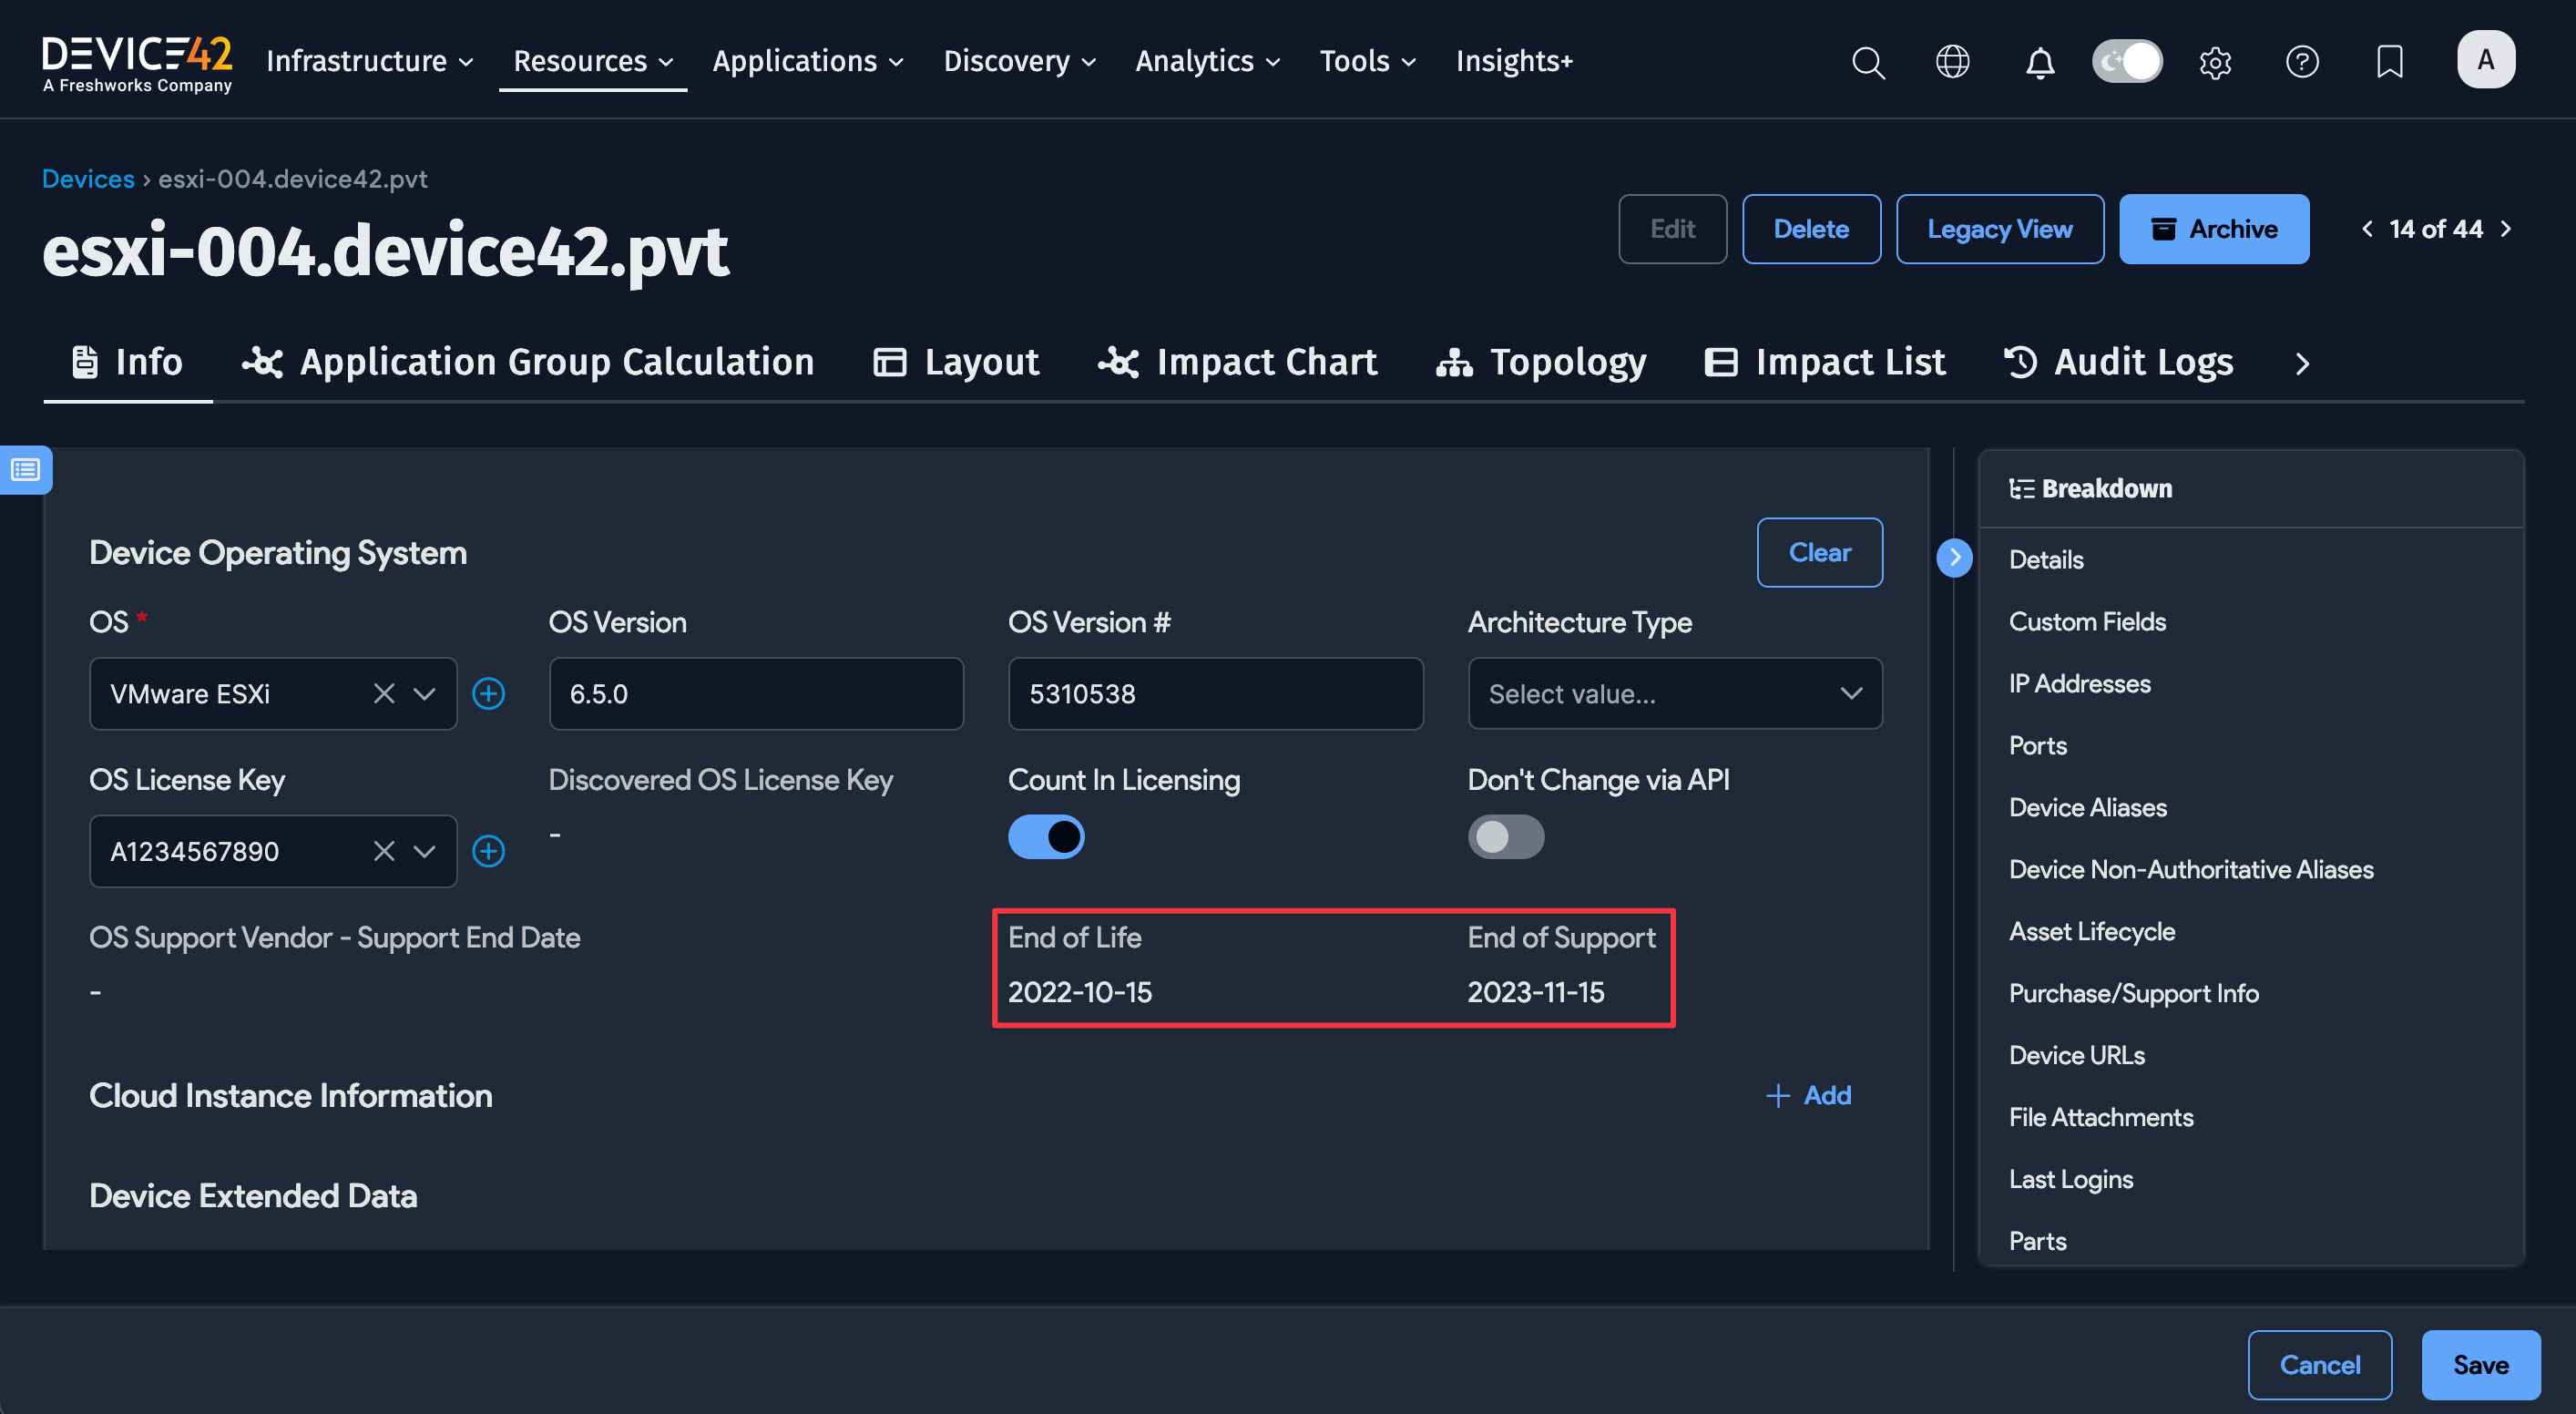 DEVICE42
A Freshworks Company
Infrastructure
Resources
Applications
Discovery
Analytics
Tools
Insights+
A
Devices › esxi-004.device42.pvt
esxi-004.device42.pvt
Edit
Delete
Legacy View
Archive
14 of 44
Info
Application Group Calculation
Layout
Impact Chart
Topology
Impact List
Audit Logs
Device Operating System
Clear
OS *
OS Version
OS Version #
Architecture Type
VMware ESXi
6.5.0
5310538
Select value...
OS License Key
Discovered OS License Key
Count In Licensing
Don't Change via API
A1234567890
-
OS Support Vendor - Support End Date
End of Life
End of Support
-
2022-10-15
2023-11-15
Cloud Instance Information
Add
Device Extended Data
Breakdown
Details
Custom Fields
IP Addresses
Ports
Device Aliases
Device Non-Authoritative Aliases
Asset Lifecycle
Purchase/Support Info
Device URLs
File Attachments
Last Logins
Parts
Cancel
Save